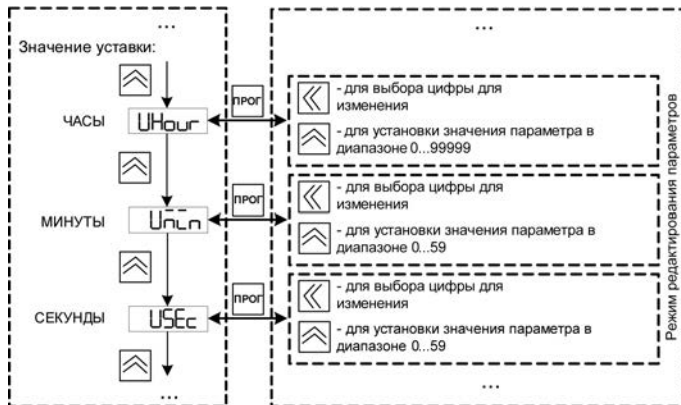 ...
Значение уставки:
ЧАСЫ
UHour
ПРОГ
- для выбора цифры для
изменения
- для установки значения параметра в
диапазоне 0...99999
МИНУТЫ
Umin
ПРОГ
- для выбора цифры для
изменения
- для установки значения параметра в
диапазоне 0...59
СЕКУНДЫ
USEc
ПРОГ
- для выбора цифры для
изменения
- для установки значения параметра в
диапазоне 0...59
...
...
...
Режим редактирования параметров